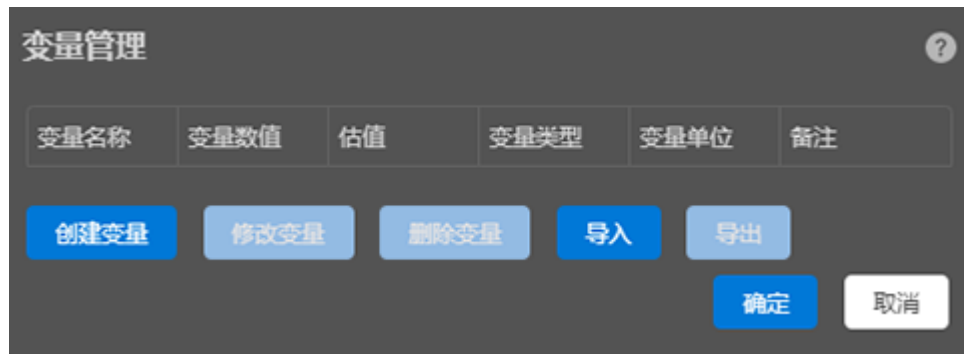 变量管理 ?
变量名称 变量数值 估值 变量类型 变量单位 备注
创建变量 修改变量 删除变量 导入 导出
确定 取消